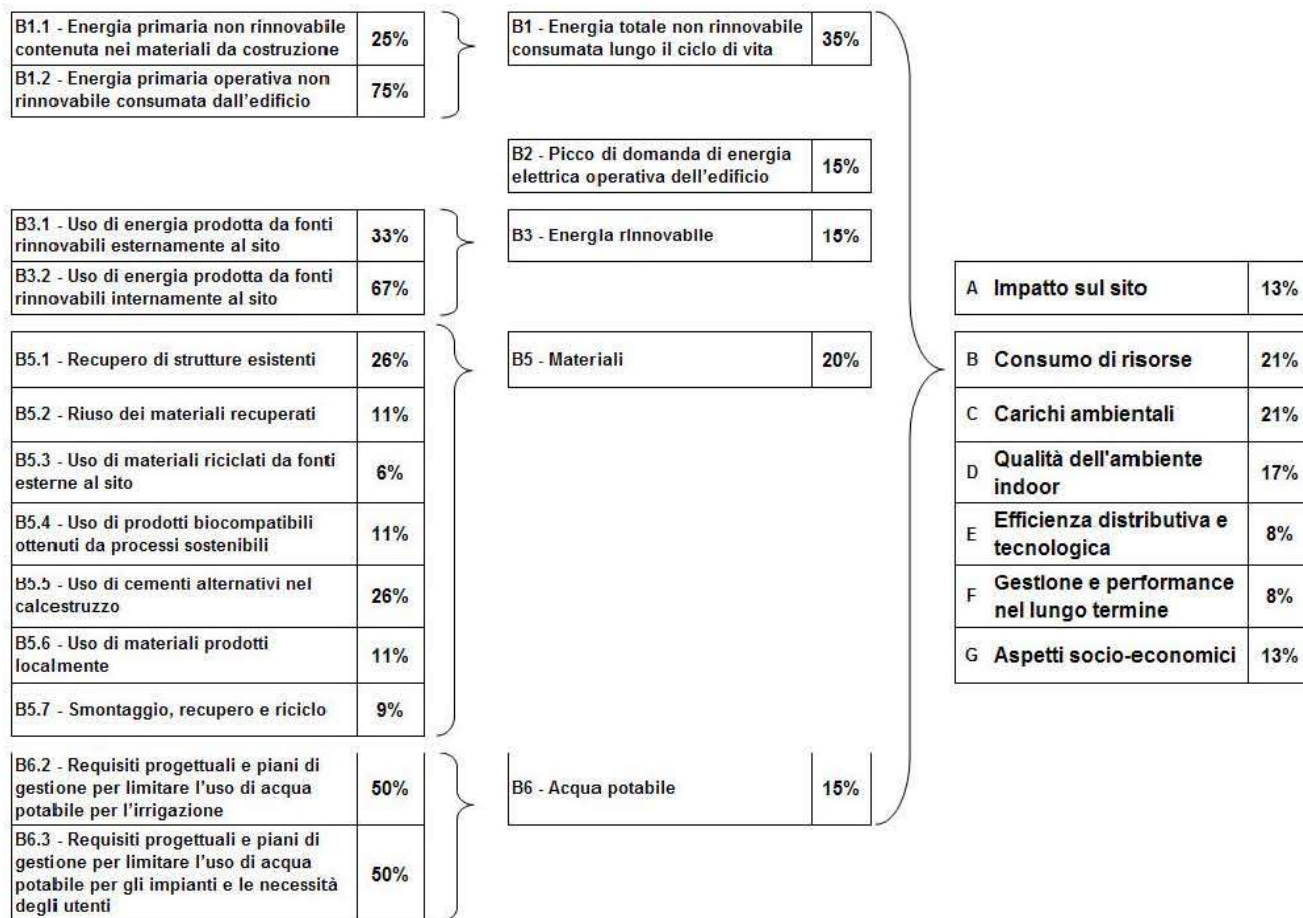 B1.1 - Energia primaria non rinnovabile
contenuta nei materiali da costruzione
25%
B1.2 - Energia primaria operativa non
rinnovabile consumata dall'edificio
75%
B1 - Energia totale non rinnovabile
consumata lungo il ciclo di vita
35%
B2 - Picco di domanda di energia
elettrica operativa dell'edificio
15%
B3.1 - Uso di energia prodotta da fonti
rinnovabili esternamente al sito
33%
B3.2 - Uso di energia prodotta da fonti
rinnovabili internamente al sito
67%
B3 - Energia rinnovabile
15%
B5.1 - Recupero di strutture esistenti
26%
B5.2 - Riuso dei materiali recuperati
11%
B5.3 - Uso di materiali riciclati da fonti
esterne al sito
6%
B5.4 - Uso di prodotti biocompatibili
ottenuti da processi sostenibili
11%
B5.5 - Uso di cementi alternativi nel
calcestruzzo
26%
B5.6 - Uso di materiali prodotti
localmente
11%
B5.7 - Smontaggio, recupero e riciclo
9%
B5 - Materiali
20%
B6.2 - Requisiti progettuali e piani di
gestione per limitare l'uso di acqua
potabile per l'irrigazione
50%
B6.3 - Requisiti progettuali e piani di
gestione per limitare l'uso di acqua
potabile per gli impianti e le necessità
degli utenti
50%
B6 - Acqua potabile
15%
A Impatto sul sito 13%
B Consumo di risorse 21%
C Carichi ambientali 21%
D Qualità dell'ambiente
indoor
17%
E Efficienza distributiva e
tecnologica
8%
F Gestione e performance
nel lungo termine
8%
G Aspetti socio-economici 13%